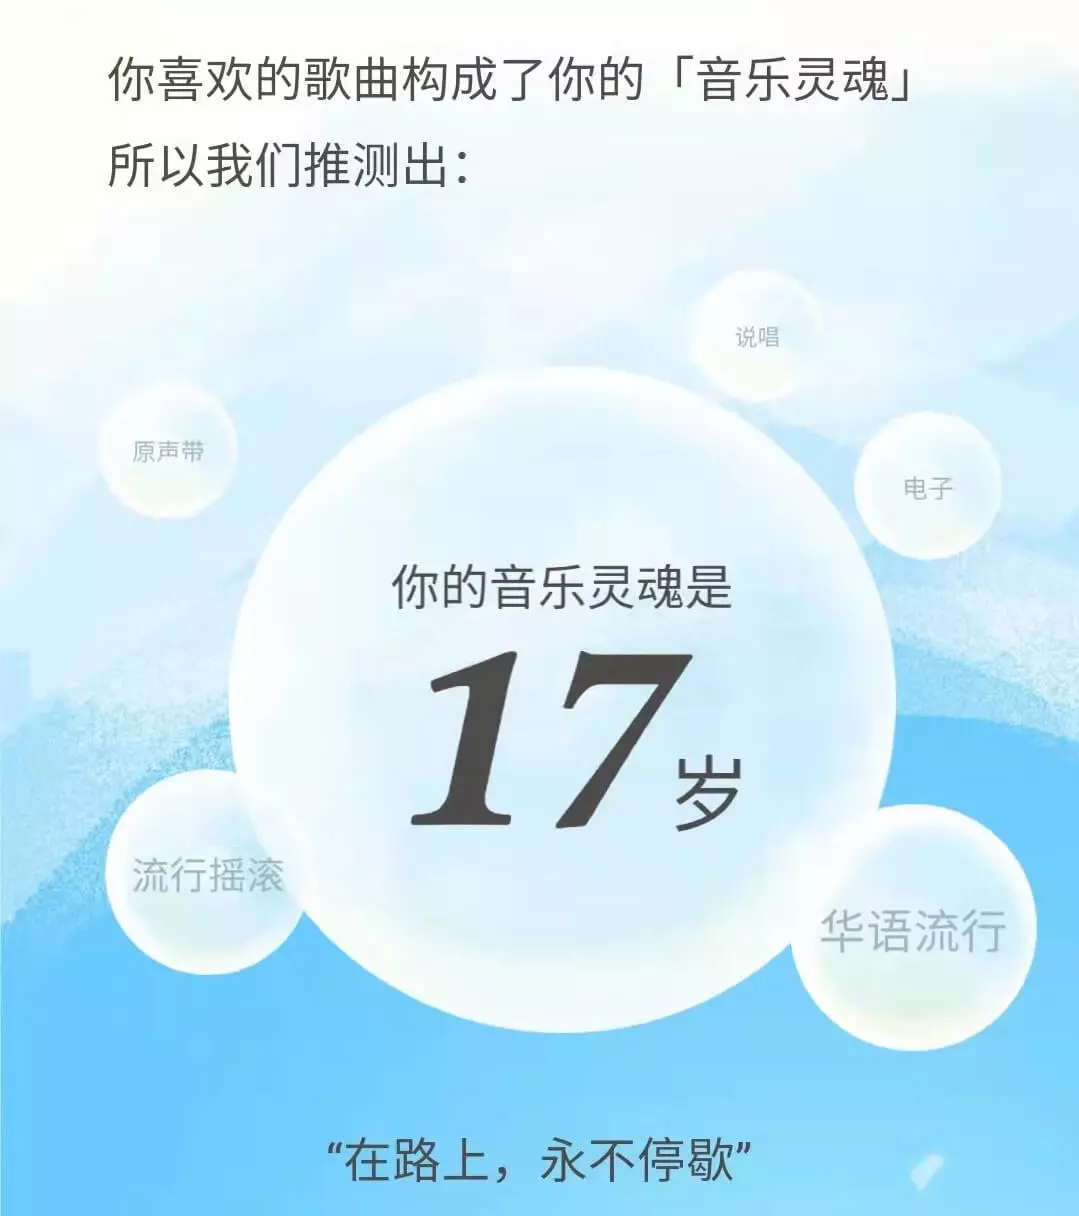 你喜欢的歌曲构成了你的「音乐灵魂」
所以我们推测出：
说唱
原声带
电子
你的音乐灵魂是
17岁
流行摇滚
华语流行
“在路上，永不停歇”